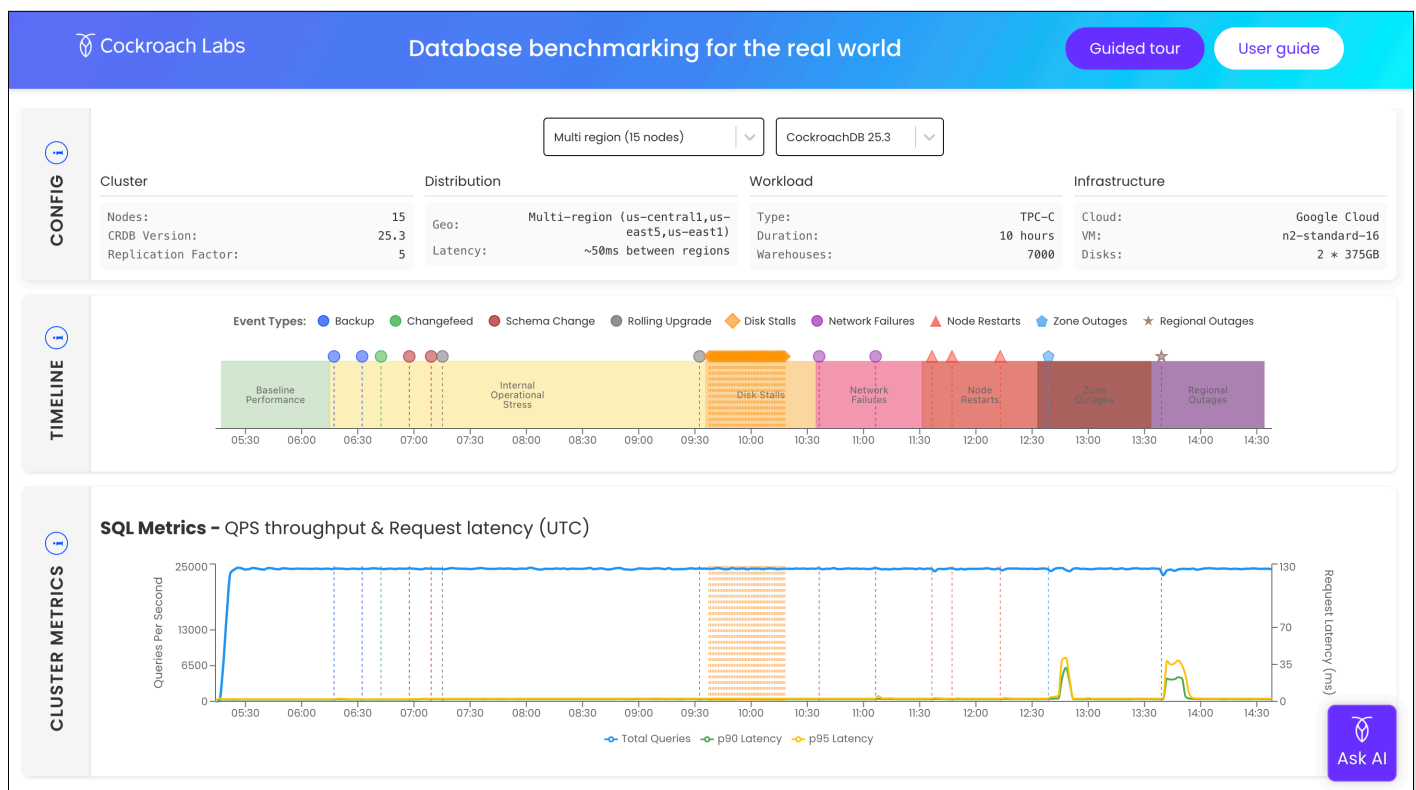 Cockroach Labs
Database benchmarking for the real world
Guided tour
User guide
CONFIG
Multi region (15 nodes)
CockroachDB 25.3
Cluster
Nodes: 15
CRDB Version: 25.3
Replication Factor: 5
Distribution
Geo: Multi-region (us-central1,us-
east5,us-east1)
Latency: ~50ms between regions
Workload
Type: TPC-C
Duration: 10 hours
Warehouses: 7000
Infrastructure
Cloud: Google Cloud
VM: n2-standard-16
Disks: 2 * 375GB
TIMELINE
Event Types: Backup Changefeed Schema Change Rolling Upgrade Disk Stalls Network Failures Node Restarts Zone Outages Regional Outages
Baseline
Performance
Internal
Operational
Stress
Disk Stalls
Network
Failures
Node
Restarts
Zone
Outages
Regional
Outages
05:30 06:00 06:30 07:00 07:30 08:00 08:30 09:00 09:30 10:00 10:30 11:00 11:30 12:00 12:30 13:00 13:30 14:00 14:30
CLUSTER METRICS
SQL Metrics - QPS throughput & Request latency (UTC)
Queries Per Second
25000
13000
6500
0
130
70
35
0
Request Latency (ms)
05:30 06:00 06:30 07:00 07:30 08:00 08:30 09:00 09:30 10:00 10:30 11:00 11:30 12:00 12:30 13:00 13:30 14:00 14:30
Total Queries p90 Latency p95 Latency
Ask AI